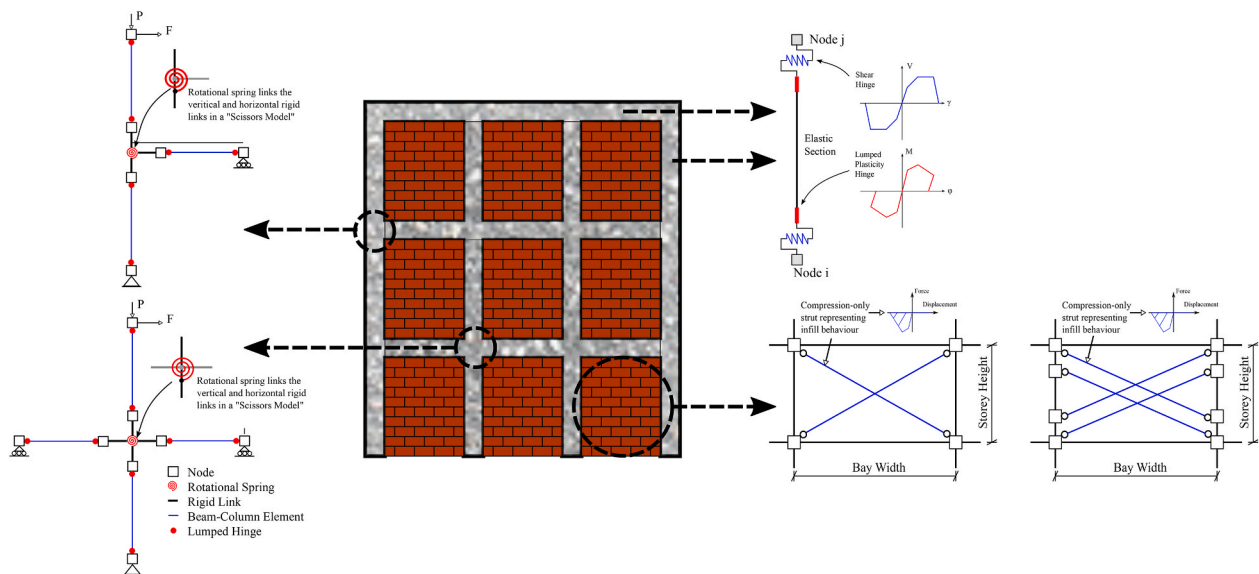 P
F
Rotational spring links the
veritical and horizontal rigid
links in a "Scissors Model"
P
F
Rotational spring links the
vertical and horizontal rigid
links in a "Scissors Model"
Node
Rotational Spring
Rigid Link
Beam-Column Element
Lumped Hinge
Node j
Shear
Hinge
V
γ
Elastic
Section
Lumped
Plasticity
Hinge
M
φ
Node i
Compression-only
strut representing
infill behaviour
Force
Displacement
Storey Height
Bay Width
Compression-only
strut representing
infill behaviour
Force
Displacement
Storey Height
Bay Width